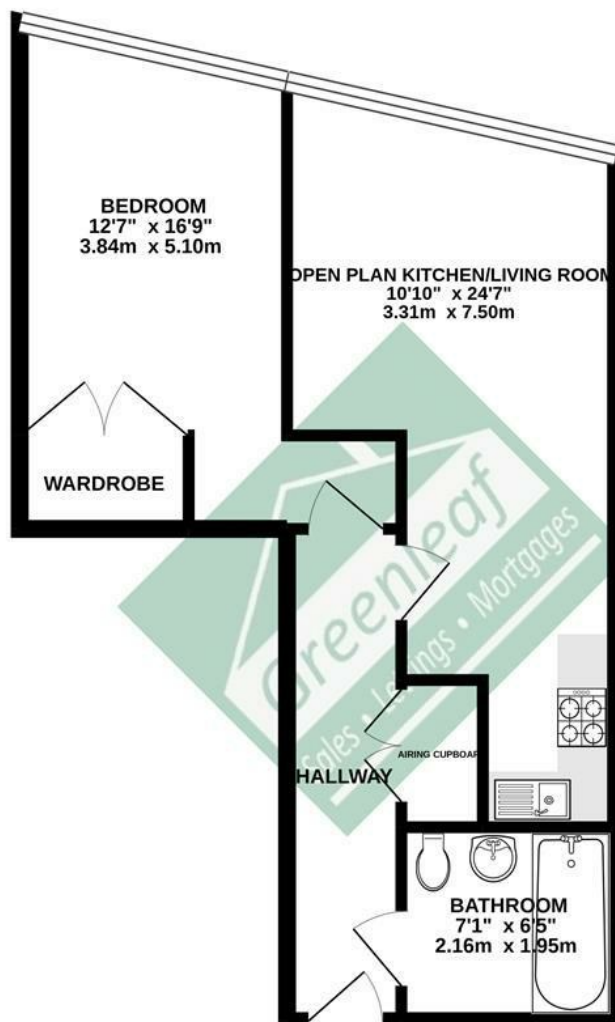 BEDROOM
12'7" x 16'9"
3.84m x 5.10m
OPEN PLAN KITCHEN/LIVING ROOM
10'10" x 24'7"
3.31m x 7.50m
WARDROBE
Greenleaf
Sales • Lettings • Mortgages
AIRING CUPBOARD
HALLWAY
BATHROOM
7'1" x 6'5"
2.16m x 1.95m